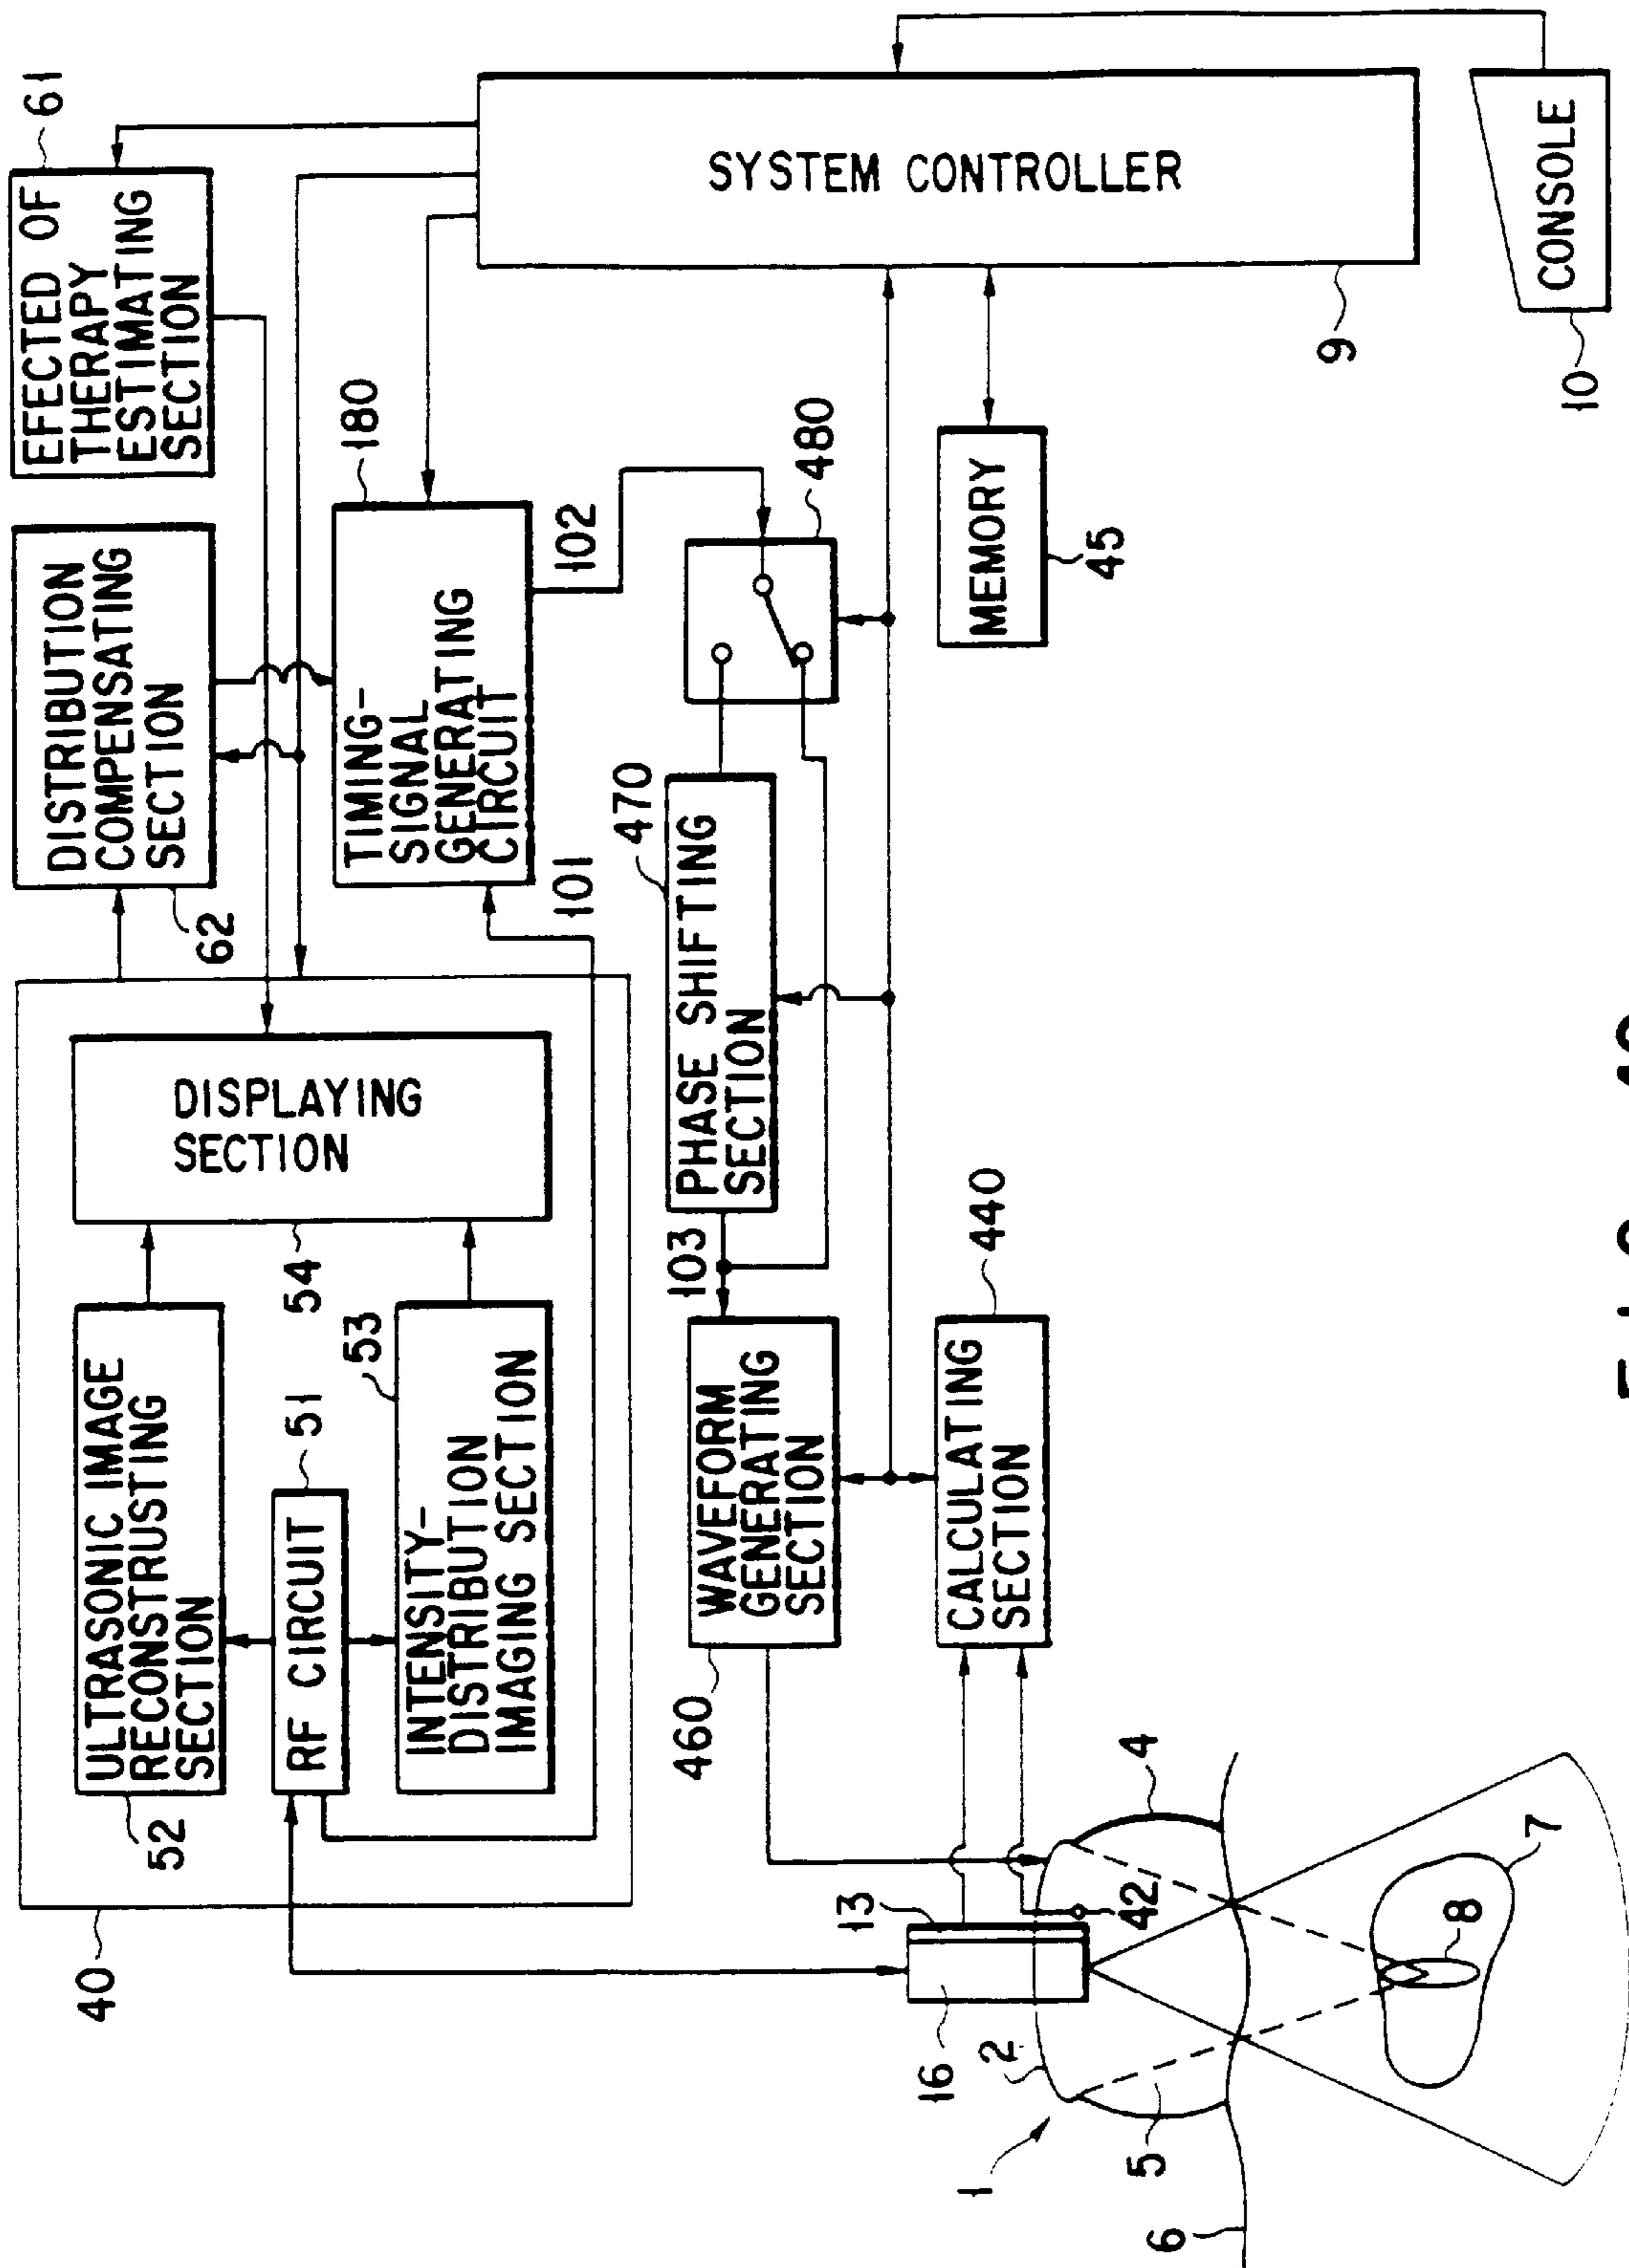 EFFECTED OF
THERAPY
ESTIMATING
SECTION
61
DISTRIBUTION
COMPENSATING
SECTION
62
TIMING-
SIGNAL
GENERATING
CIRCUIT
180
101
102
SYSTEM CONTROLLER
9
CONSOLE
10
MEMORY
45
480
PHASE SHIFTING
SECTION
470
103
DISPLAYING
SECTION
54
ULTRASONIC IMAGE
RECONSTRUSTING
SECTION
52
RF CIRCUIT
51
INTENSITY-
DISTRIBUTION
IMAGING SECTION
53
40
WAVEFORM
GENERATING
SECTION
460
CALCULATING
SECTION
440
13
16
42
2
4
1
5
6
7
8